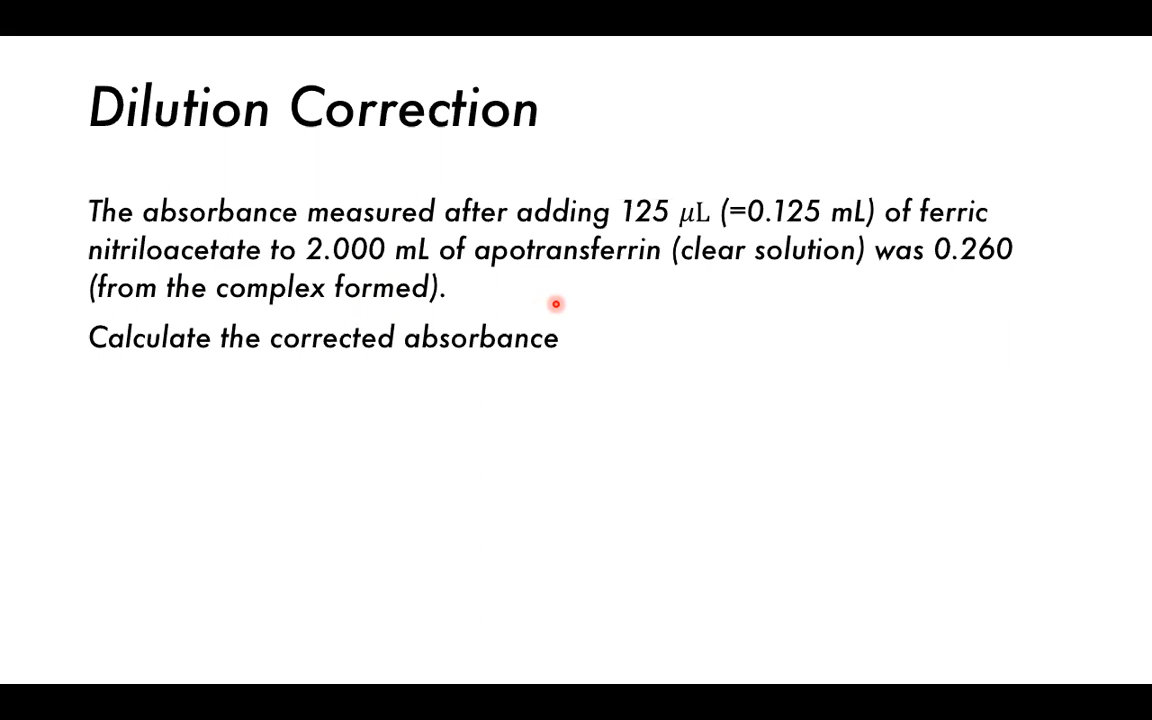 Dilution Correction
The absorbance measured after adding 125 μL (=0.125 mL) of ferric
nitriloacetate to 2.000 mL of apotransferrin (clear solution) was 0.260
(from the complex formed).
Calculate the corrected absorbance